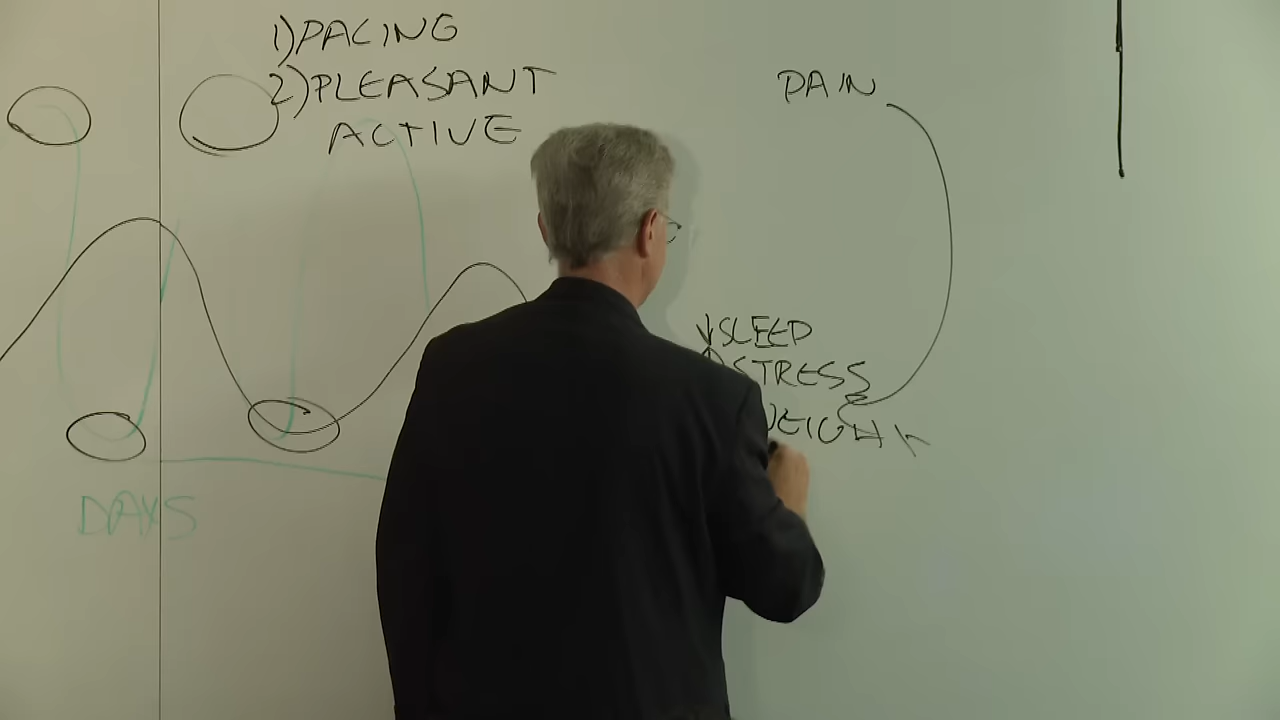 1) PACING
2) PLEASANT
ACTIVE
PAIN
↓ SLEEP
↑ STRESS
DAYS